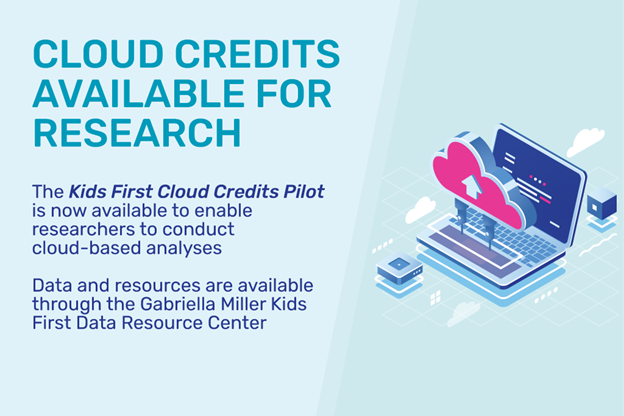 CLOUD CREDITS
AVAILABLE FOR
RESEARCH
The Kids First Cloud Credits Pilot
is now available to enable
researchers to conduct
cloud-based analyses
Data and resources are available
through the Gabriella Miller Kids
First Data Resource Center